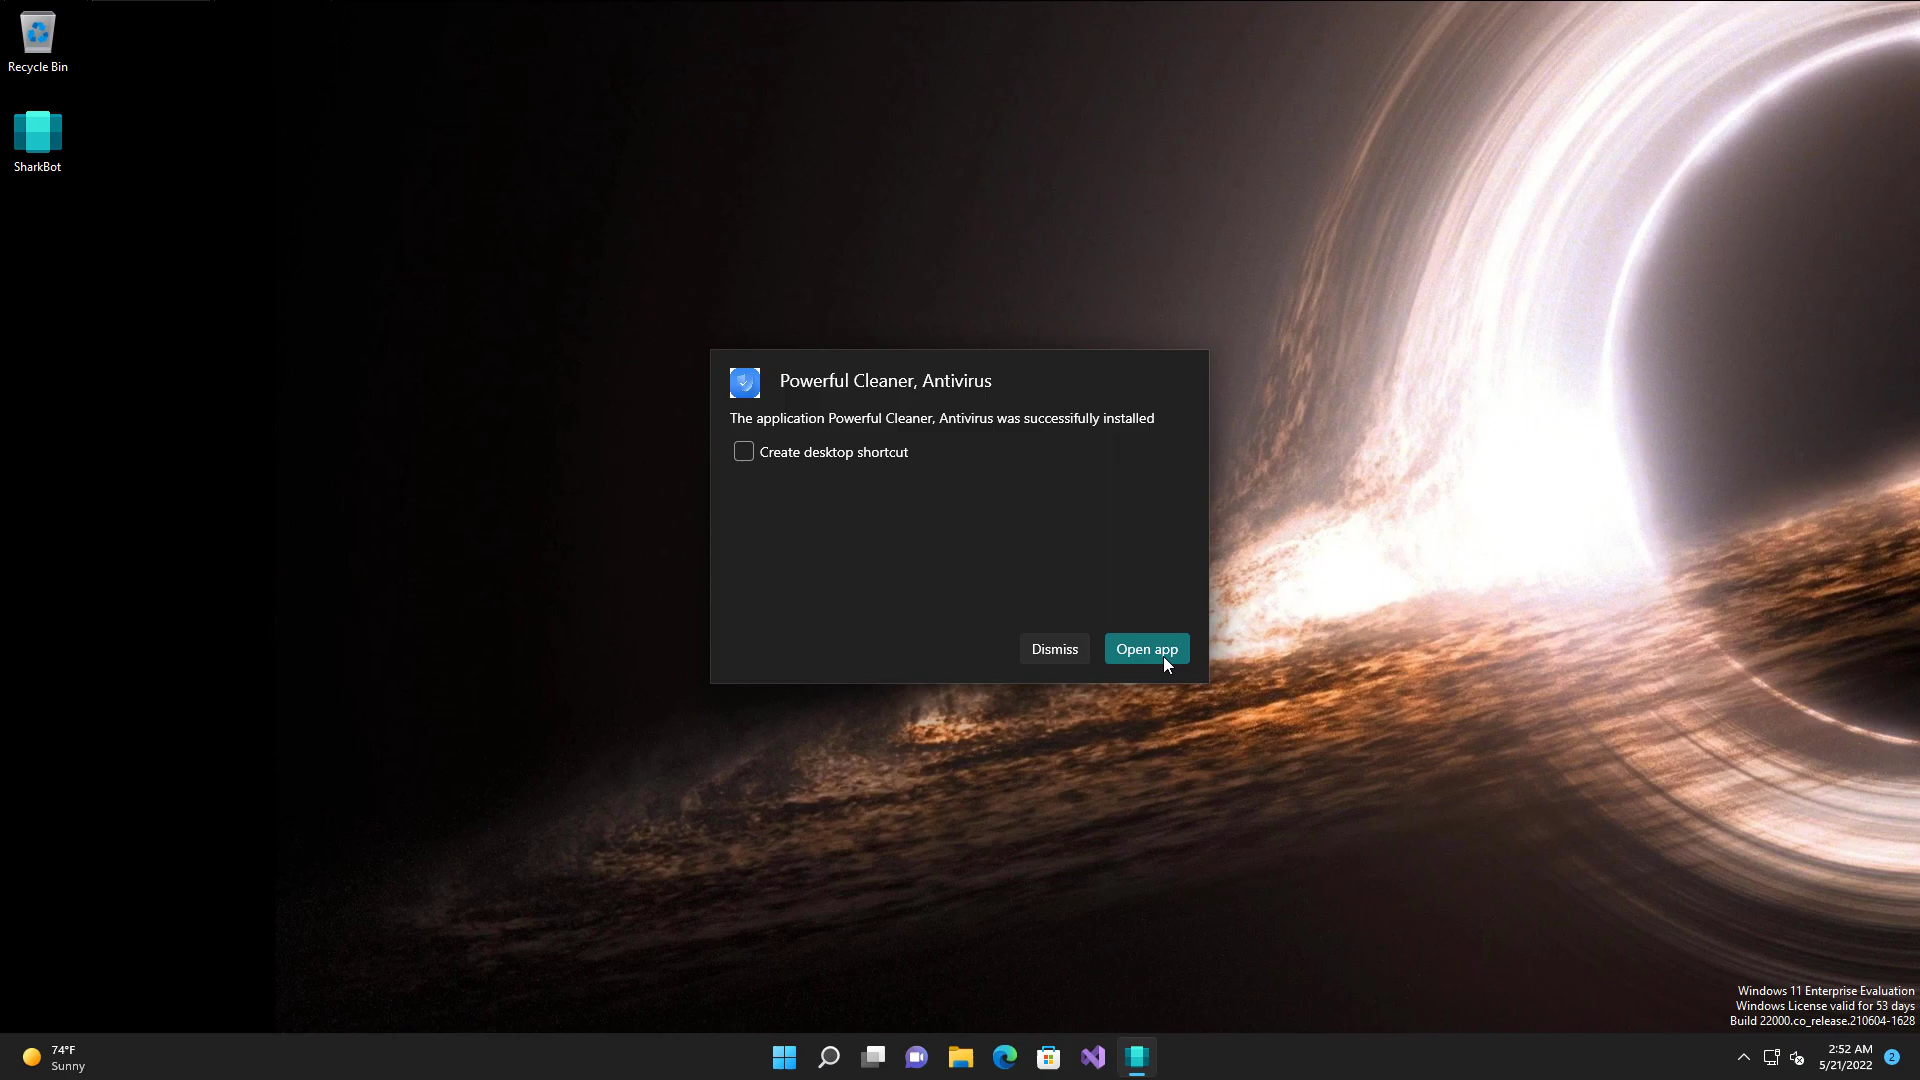 Recycle Bin
SharkBot
Powerful Cleaner, Antivirus
The application Powerful Cleaner, Antivirus was successifully installed
Create desktop shortcut
Dismiss
Open app
Windows 11 Enterprise Evaluation
Windows License valid for 53 days
Build 22000.co_release.210604-1628
74°F
Sunny
2:52 AM
5/21/2022
2